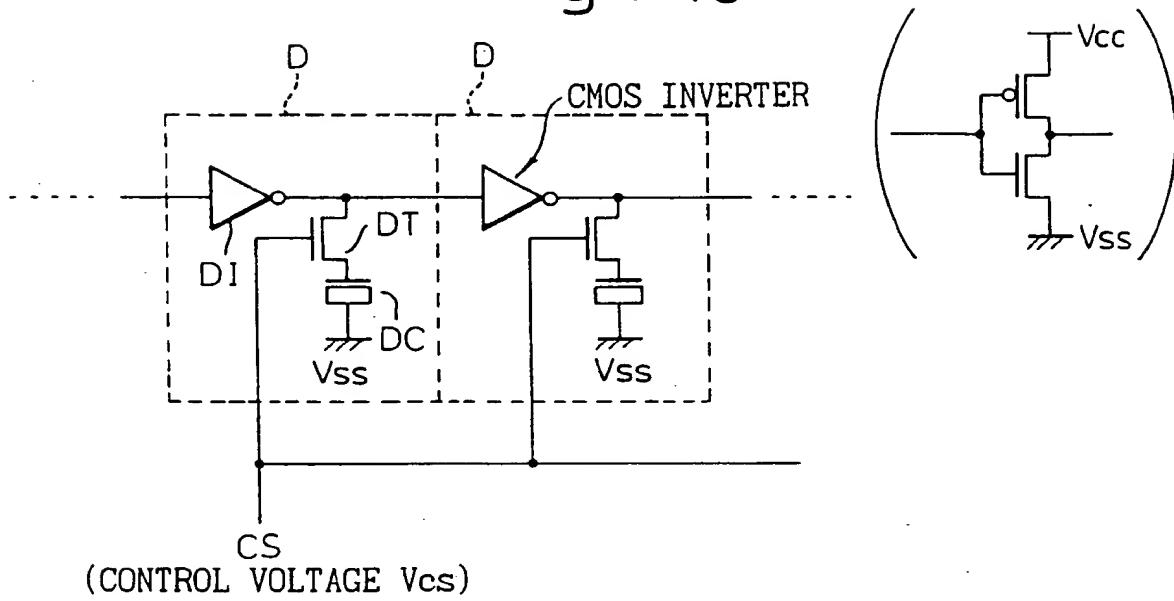 D
D
CMOS INVERTER
Vcc
DT
DI
DC
Vss
Vss
Vss
CS
(CONTROL VOLTAGE Vcs)